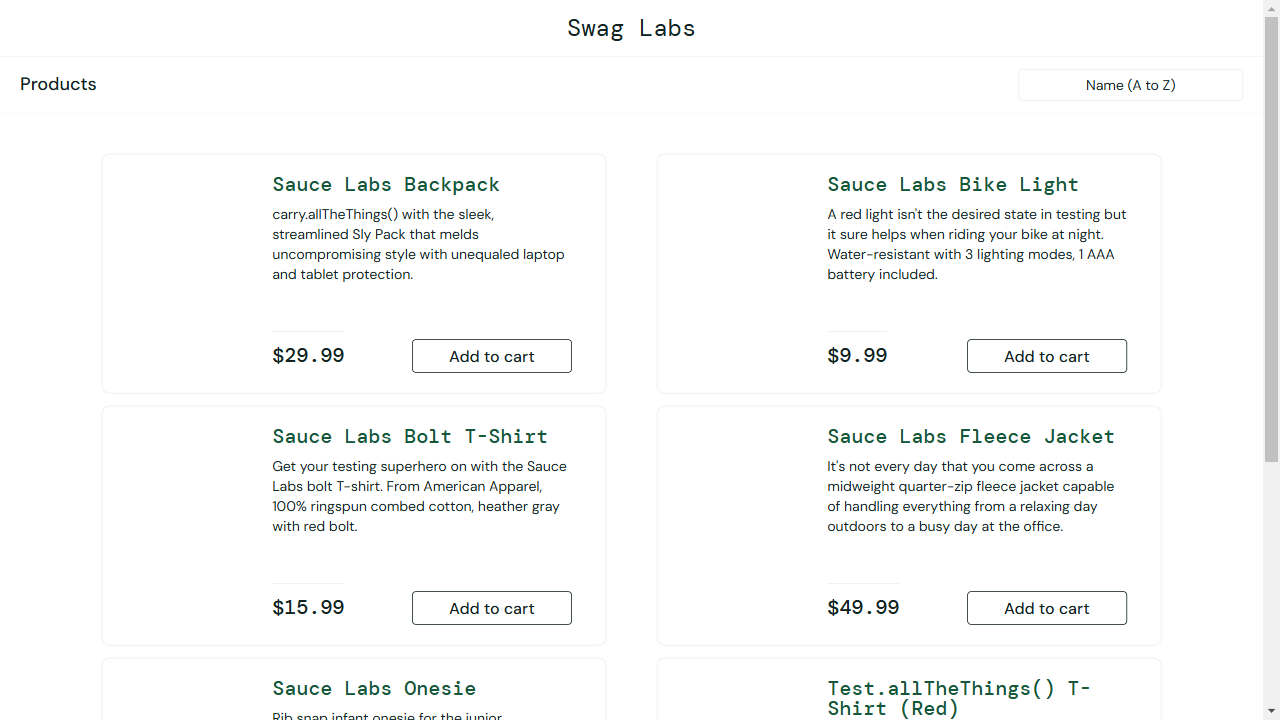 Swag Labs
Products
Name (A to Z)
Sauce Labs Backpack
carry.allTheThings() with the sleek,
streamlined Sly Pack that melds
uncompromising style with unequaled laptop
and tablet protection.
$29.99
Add to cart
Sauce Labs Bike Light
A red light isn't the desired state in testing but
it sure helps when riding your bike at night.
Water-resistant with 3 lighting modes, 1 AAA
battery included.
$9.99
Add to cart
Sauce Labs Bolt T-Shirt
Get your testing superhero on with the Sauce
Labs bolt T-shirt. From American Apparel,
100% ringspun combed cotton, heather gray
with red bolt.
$15.99
Add to cart
Sauce Labs Fleece Jacket
It's not every day that you come across a
midweight quarter-zip fleece jacket capable
of handling everything from a relaxing day
outdoors to a busy day at the office.
$49.99
Add to cart
Sauce Labs Onesie
Rib snap infant onesie for the junior
Test.allTheThings() T-
Shirt (Red)